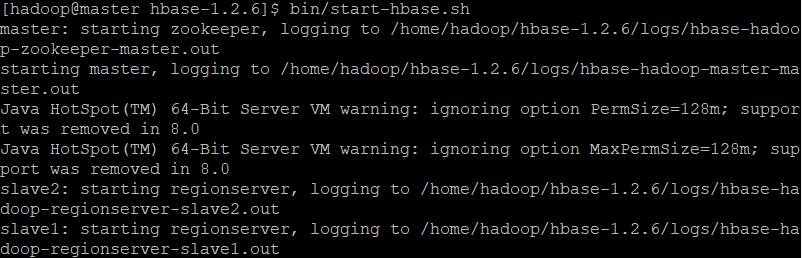 [hadoop@master hbase-1.2.6]$ bin/start-hbase.sh
master: starting zookeeper, logging to /home/hadoop/hbase-1.2.6/logs/hbase-hadoo
p-zookeeper-master.out
starting master, logging to /home/hadoop/hbase-1.2.6/logs/hbase-hadoop-master-ma
ster.out
Java HotSpot(TM) 64-Bit Server VM warning: ignoring option PermSize=128m; suppor
t was removed in 8.0
Java HotSpot(TM) 64-Bit Server VM warning: ignoring option MaxPermSize=128m; sup
port was removed in 8.0
slave2: starting regionserver, logging to /home/hadoop/hbase-1.2.6/logs/hbase-ha
doop-regionserver-slave2.out
slave1: starting regionserver, logging to /home/hadoop/hbase-1.2.6/logs/hbase-ha
doop-regionserver-slave1.out